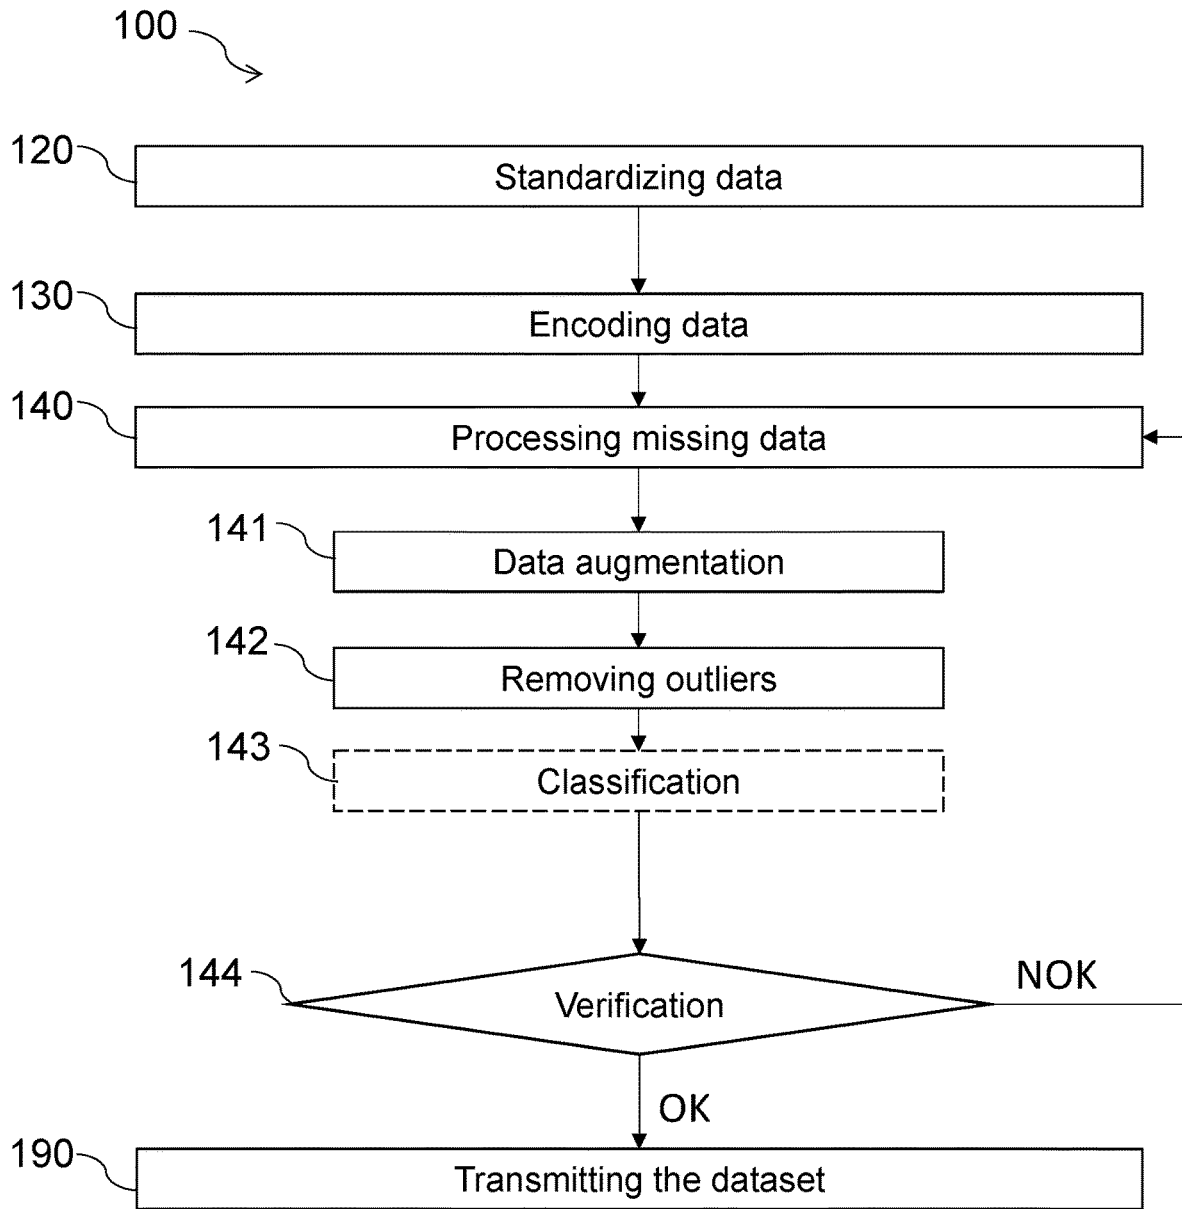 100
120
Standardizing data
130
Encoding data
140
Processing missing data
141
Data augmentation
142
Removing outliers
143
Classification
144
Verification
NOK
OK
190
Transmitting the dataset